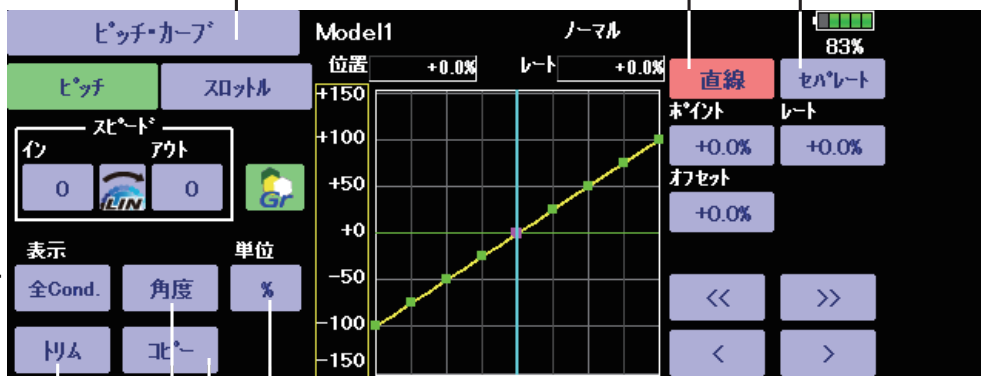 ピッチ・カーブ Model1 ノーマル 83%
位置 +0.0% レート +0.0%
ピッチ スロットル 直線 セパレート
スピード
イン アウト
0 LIN 0 Gr
ポイント レート
+0.0% +0.0%
オフセット
+0.0%
+150
+100
+50
+0
-50
-100
-150
表示 単位
全Cond. 角度 %
トリム コピー
<< >>
< >